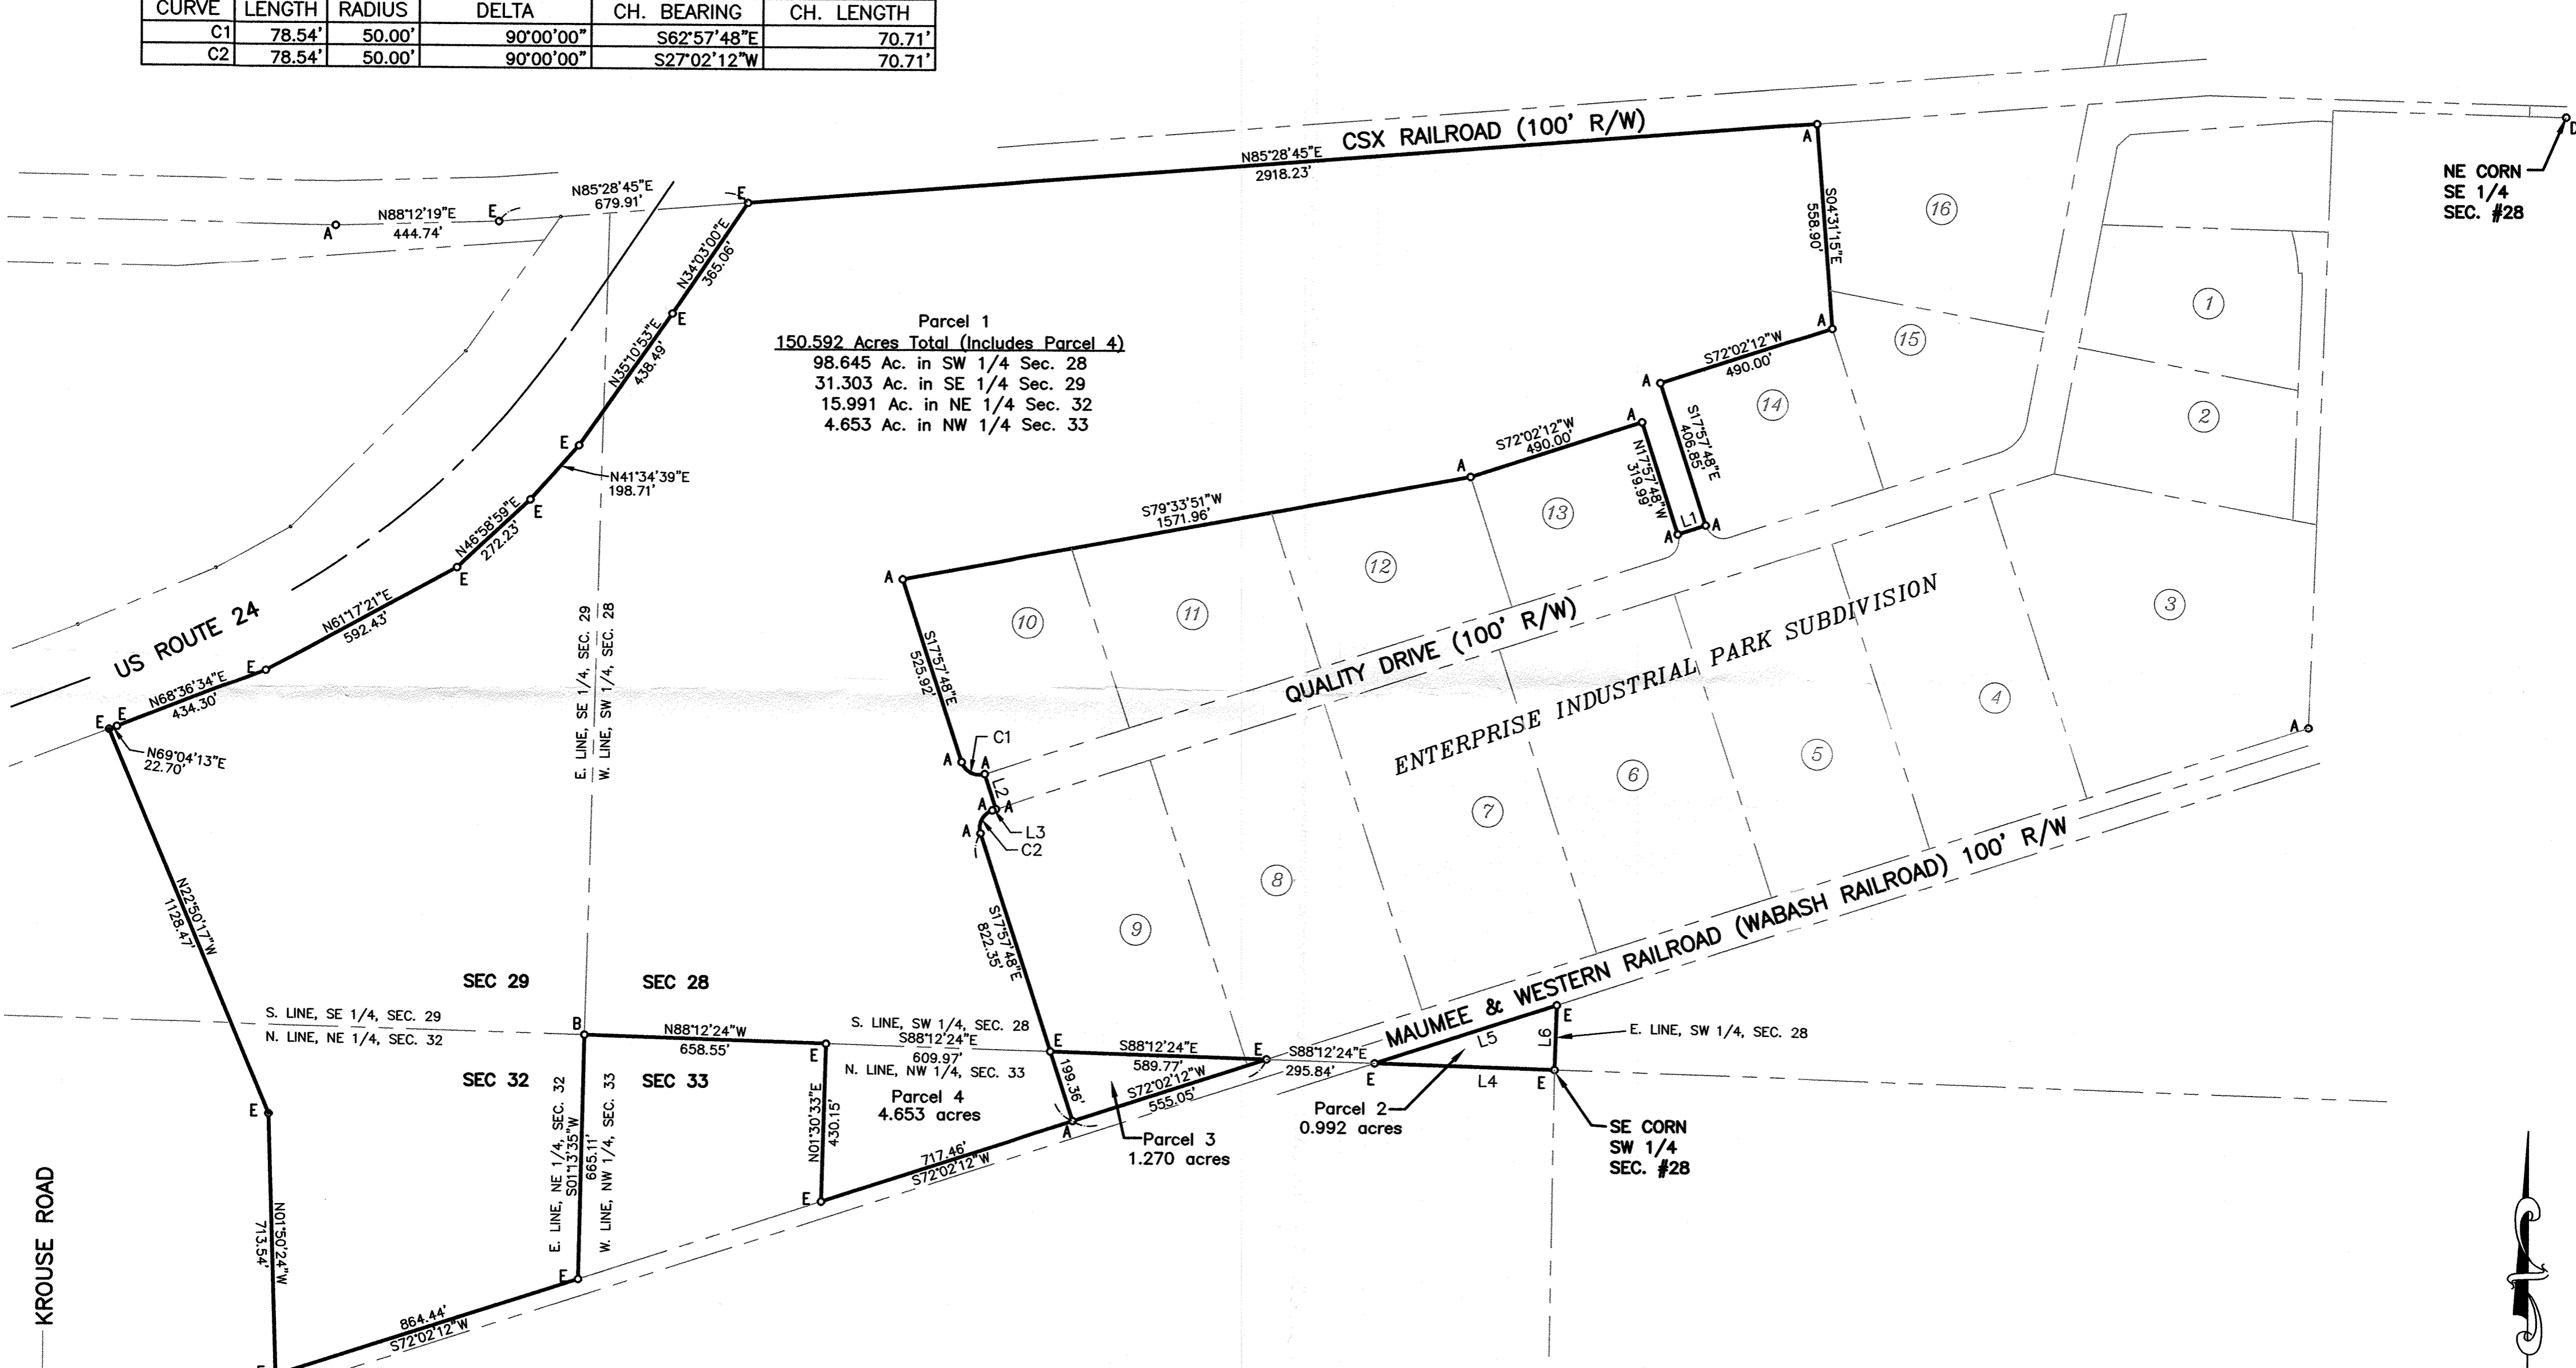 CURVE LENGTH RADIUS DELTA CH. BEARING CH. LENGTH
C1 78.54' 50.00' 90°00'00" S62°57'48"E 70.71'
C2 78.54' 50.00' 90°00'00" S27°02'12"W 70.71'
CSX RAILROAD (100' R/W)
N85°28'45"E
2918.23'
A
D
NE CORN
SE 1/4
SEC. #28
N85°28'45"E
679.91'
E
N88°12'19"E
444.74'
A
E
N34°03'00"E
365.06'
E
S04°31'15"E
558.90'
16
1
Parcel 1
150.592 Acres Total (Includes Parcel 4)
98.645 Ac. in SW 1/4 Sec. 28
31.303 Ac. in SE 1/4 Sec. 29
15.991 Ac. in NE 1/4 Sec. 32
4.653 Ac. in NW 1/4 Sec. 33
N35°10'53"E
438.49'
A
15
S72°02'12"W
490.00'
A
14
2
S17°57'48"E
406.85'
S72°02'12"W
490.00'
A
A
N17°57'48"W
319.99'
E
N41°34'39"E
198.71'
E
N46°58'59"E
272.23'
E
S79°33'51"W
1571.96'
13
L1
A
A
12
A
11
10
3
N61°17'21"E
592.43'
US ROUTE 24
E. LINE, SE 1/4, SEC. 29
W. LINE, SW 1/4, SEC. 28
S17°57'48"E
525.92'
QUALITY DRIVE (100' R/W)
ENTERPRISE INDUSTRIAL PARK SUBDIVISION
E
N68°36'34"E
434.30'
E
E
N69°04'13"E
22.70'
4
A
5
6
7
C1
A
A
L2
A
A
L3
C2
A
8
9
N22°50'17"W
1128.47'
S17°57'48"E
822.35'
MAUMEE & WESTERN RAILROAD (WABASH RAILROAD) 100' R/W
SEC 29
SEC 28
S. LINE, SE 1/4, SEC. 29
N. LINE, NE 1/4, SEC. 32
B
N88°12'24"W
658.55'
S. LINE, SW 1/4, SEC. 28
S88°12'24"E
609.97'
N. LINE, NW 1/4, SEC. 33
E
E
S88°12'24"E
589.77'
E
S88°12'24"E
295.84'
E
L5
L4
L6
E
E
E. LINE, SW 1/4, SEC. 28
SEC 32
SEC 33
E. LINE, NE 1/4, SEC. 32
S01°13'35"W
665.11'
W. LINE, NW 1/4, SEC. 33
N01°30'33"E
430.15'
Parcel 4
4.653 acres
199.36'
S72°02'12"W
555.05'
Parcel 2
0.992 acres
SE CORN
SW 1/4
SEC. #28
A
Parcel 3
1.270 acres
717.46'
S72°02'12"W
E
E
E
N01°50'24"W
713.54'
KROUSE ROAD
864.44'
S72°02'12"W